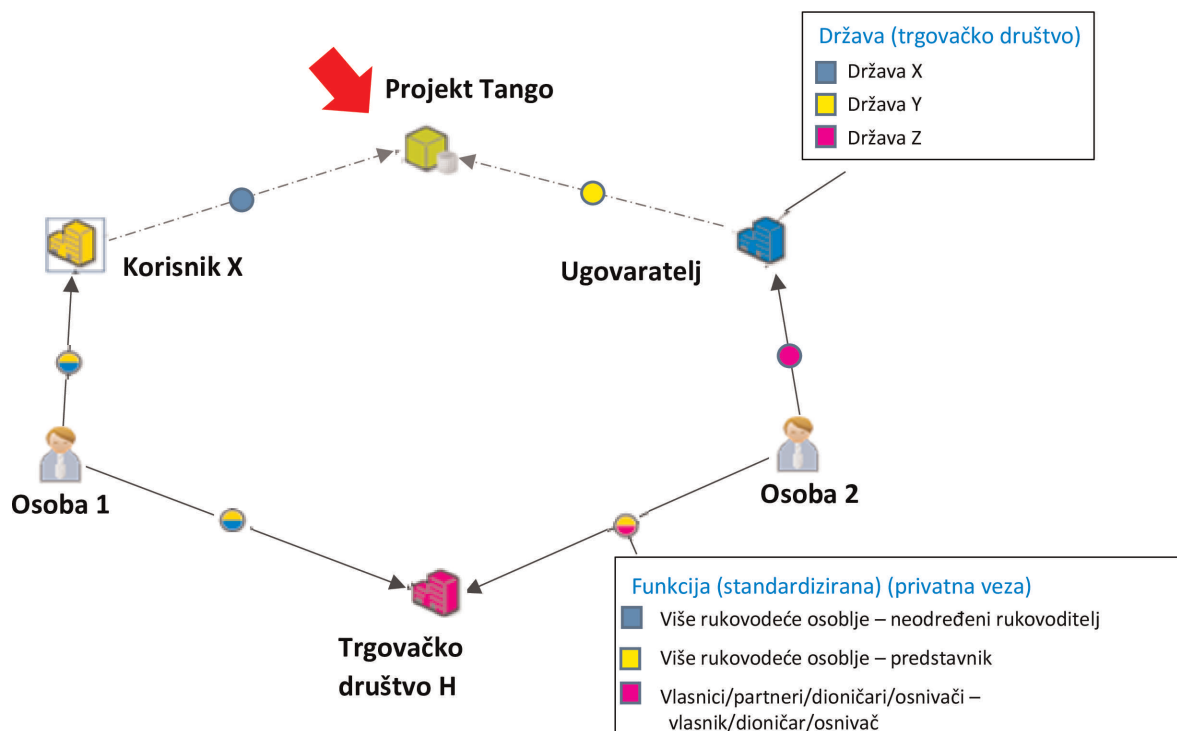 Država (trgovačko društvo)
Država X
Država Y
Država Z
Projekt Tango
Korisnik X
Ugovaratelj
Osoba 1
Osoba 2
Trgovačko
društvo H
Funkcija (standardizirana) (privatna veza)
Više rukovodeće osoblje – neodređeni rukovoditelj
Više rukovodeće osoblje – predstavnik
Vlasnici/partneri/dioničari/osnivači –
vlasnik/dioničar/osnivač